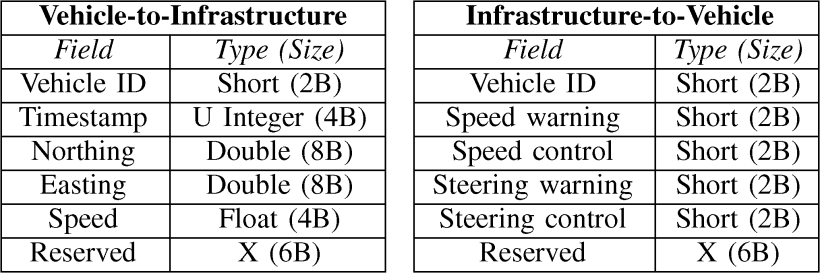 Vehicle-to-Infrastructure
Field Type (Size)
Vehicle ID Short (2B)
Timestamp U Integer (4B)
Northing Double (8B)
Easting Double (8B)
Speed Float (4B)
Reserved X (6B)
Infrastructure-to-Vehicle
Field Type (Size)
Vehicle ID Short (2B)
Speed warning Short (2B)
Speed control Short (2B)
Steering warning Short (2B)
Steering control Short (2B)
Reserved X (6B)